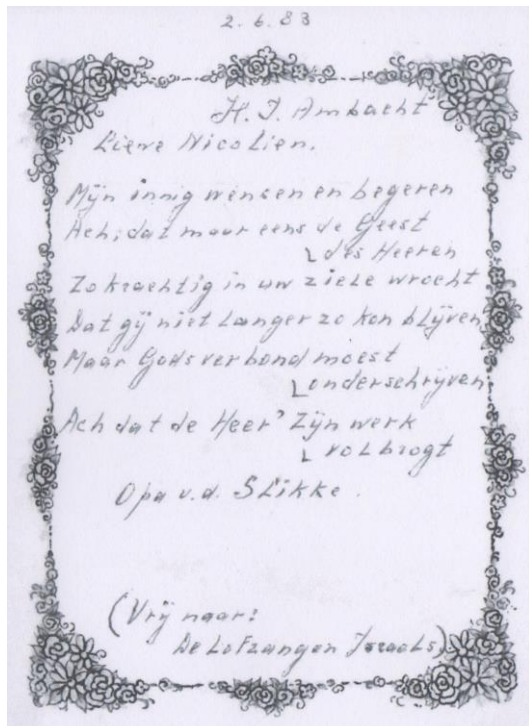 2.6.83
H.I. Ambacht
Lieve Nicolien.
Mijn innig wensen en begeren
Ach, dat maar eens de Geest
des Heeren
Zo krachtig in uw ziele wrocht
Dat gij niet langer zo kon blijven
Maar Gods verbond moest
onderschrijven
Ach dat de Heer' Zijn werk
volbrogt
Opa v.d. Slikke.
(Vrij naar:
De Lofzangen Israels)